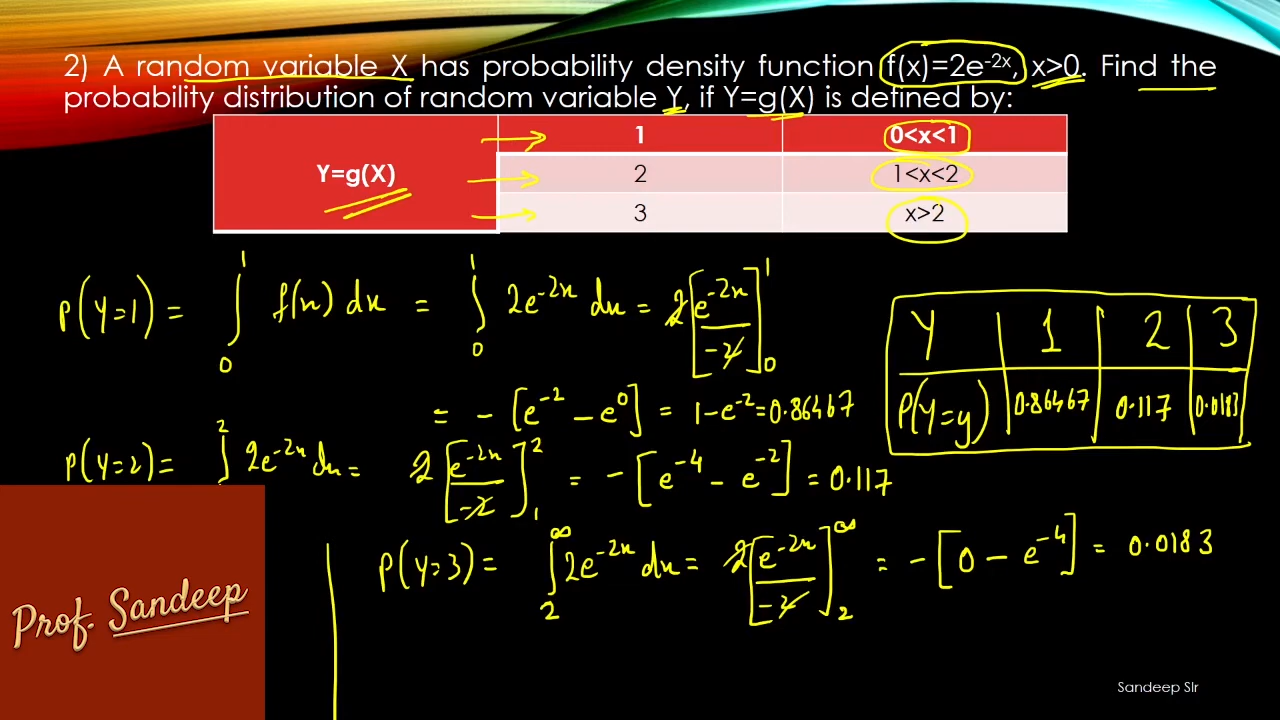 2) A random variable X has probability density function f(x)=2e⁻²ˣ, x>0. Find the
probability distribution of random variable Y, if Y=g(X) is defined by:
Y=g(X)
1 0<x<1
2 1<x<2
3 x>2
P(Y=1) = ∫₀¹ f(x) dx = ∫₀¹ 2e⁻²ˣ dx = 2[e⁻²ˣ/-2]₀¹
= -[e⁻² - e⁰] = 1-e⁻² = 0.86467
Y 1 2 3
P(Y=y) 0.86467 0.117 0.0183
P(Y=2) = ∫² 2e⁻²ˣ dx = 2[e⁻²ˣ/-2]₁² = -[e⁻⁴ - e⁻²] = 0.117
P(Y=3) = ∫₂^∞ 2e⁻²ˣ dx = 2[e⁻²ˣ/-2]₂^∞ = -[0 - e⁻⁴] = 0.0183
Prof. Sandeep
Sandeep SIr